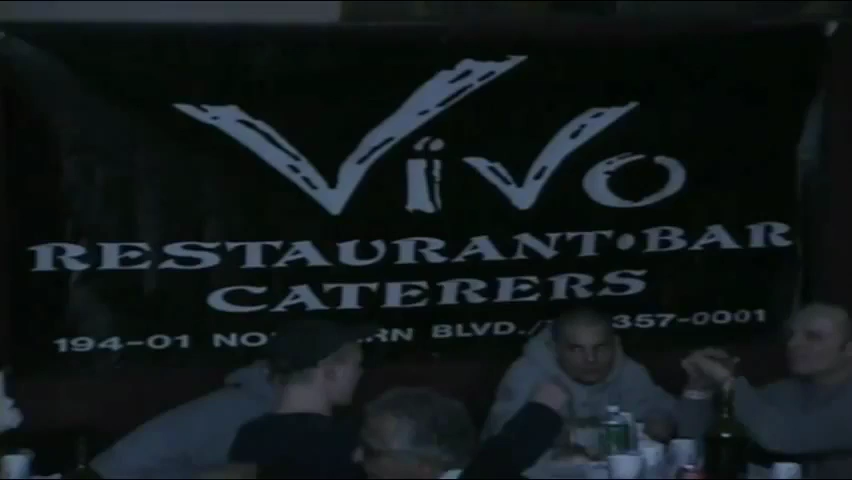 ViVo
RESTAURANT•BAR
CATERERS
194-01 BLVD./ 357-0001